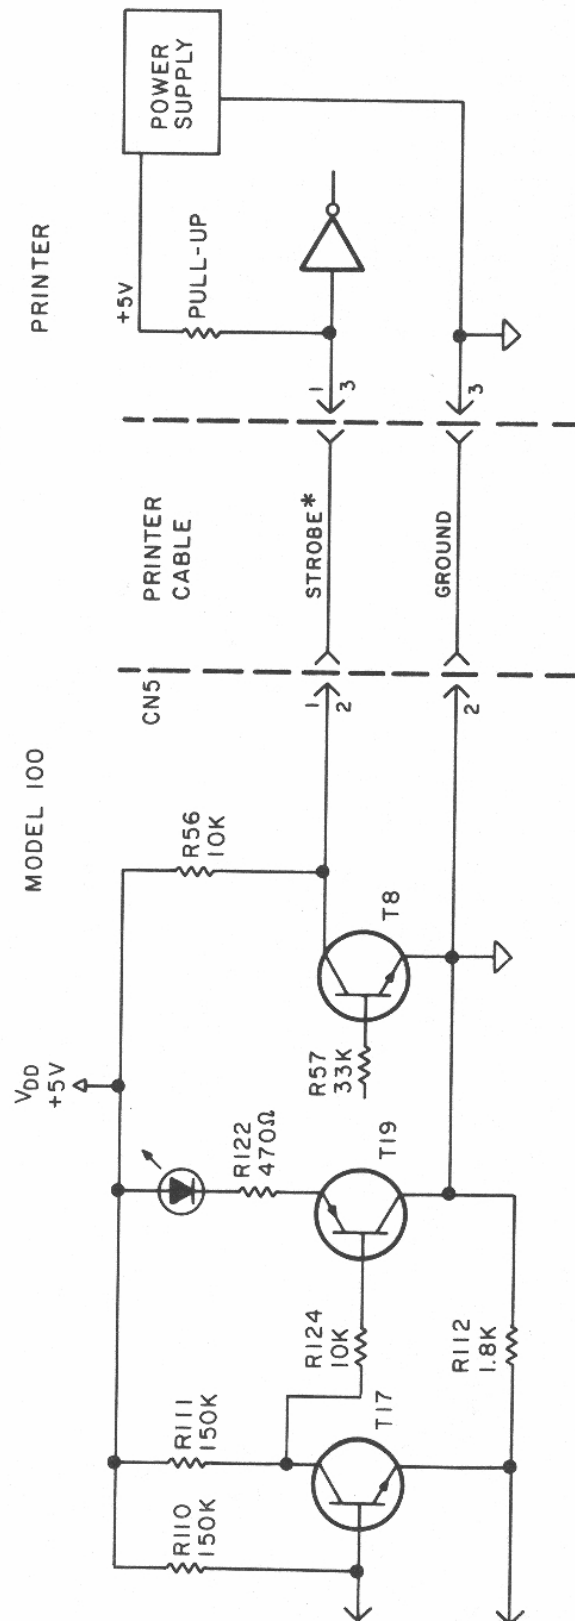 MODEL 100
PRINTER
PRINTER
CABLE
VDD
+5V
CN5
+5V
POWER
SUPPLY
R110
150K
R111
150K
R122
470Ω
R56
10K
PULL-UP
R124
10K
R57
33K
T17
T19
T8
R112
1.8K
1
2
STROBE*
1
3
2
GROUND
3